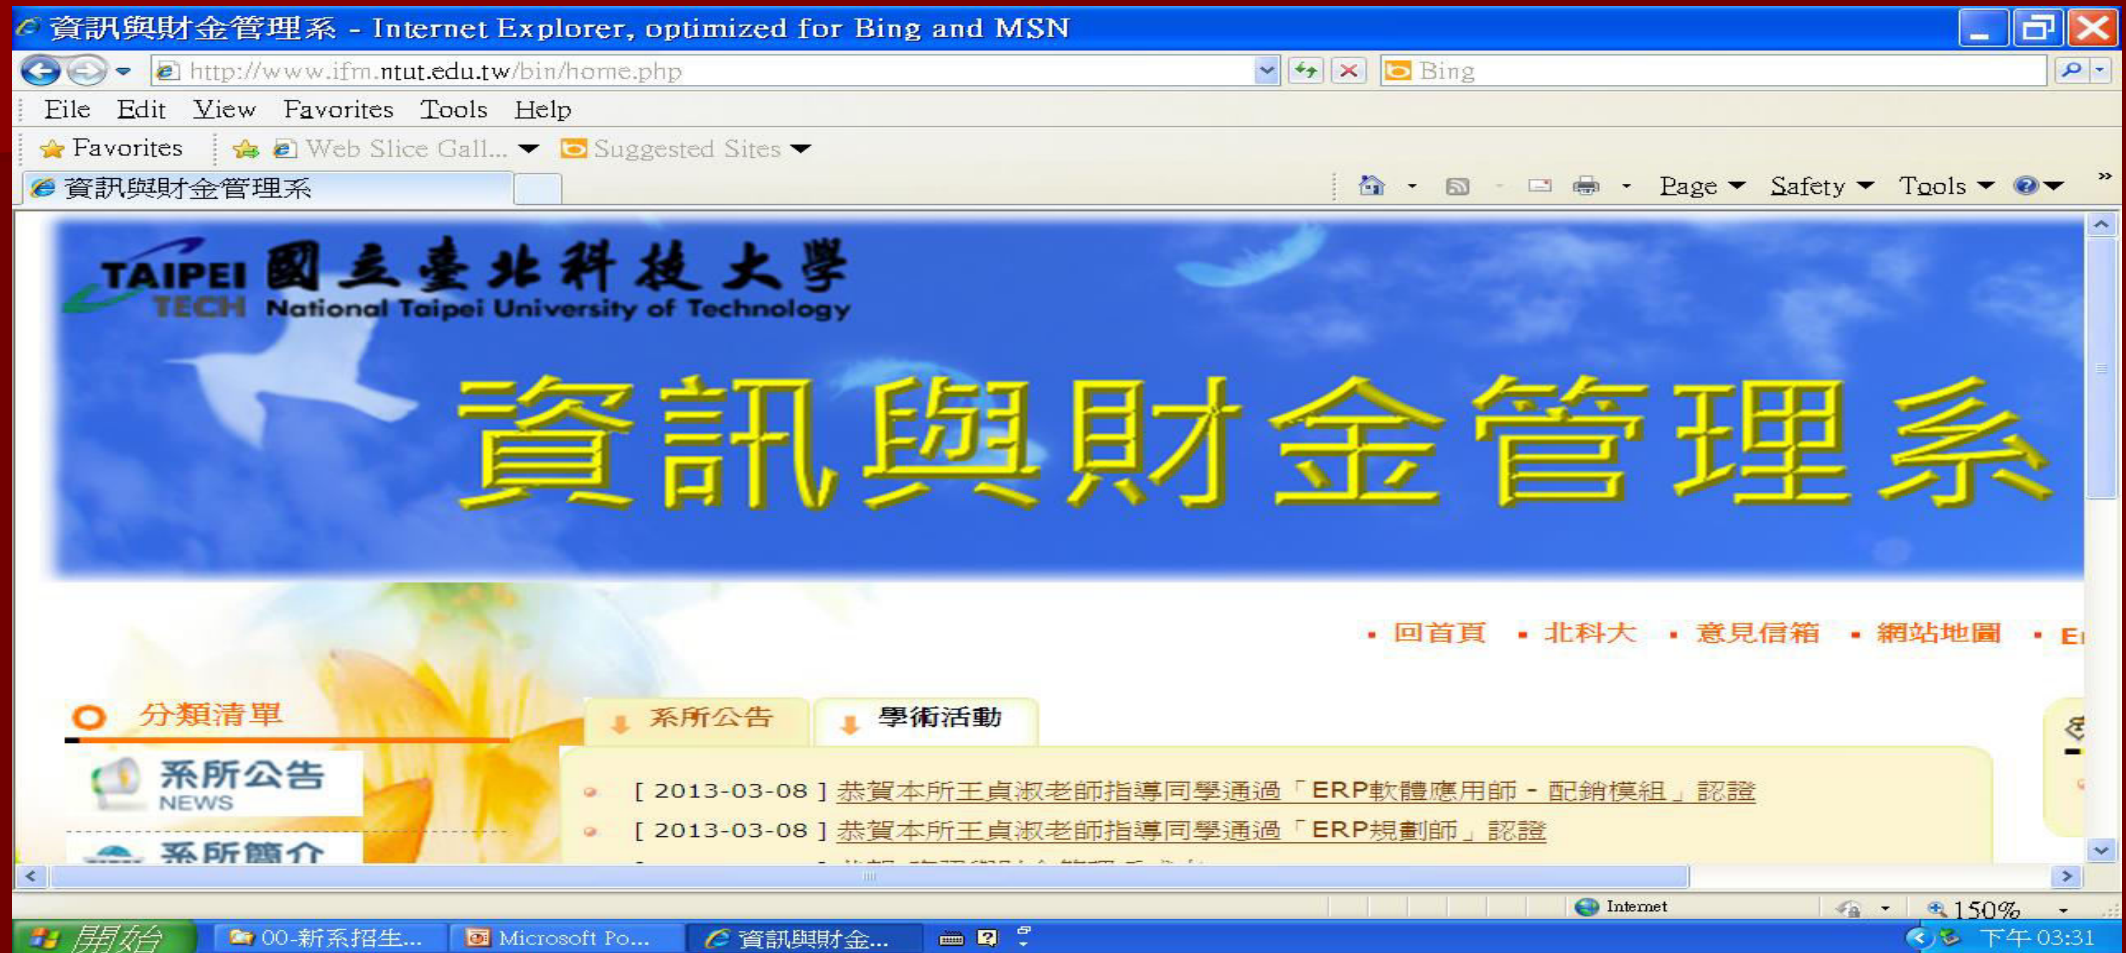 資訊與財金管理系 - Internet Explorer, optimized for Bing and MSN
http://www.ifm.ntut.edu.tw/bin/home.php
Bing
File Edit View Favorites Tools Help
Favorites Web Slice Gall... Suggested Sites
資訊與財金管理系
Page Safety Tools »
TAIPEI 國立臺北科技大學
TECH National Taipei University of Technology
資訊與財金管理系
回首頁 北科大 意見信箱 網站地圖
分類清單
系所公告 學術活動
系所公告
NEWS
[ 2013-03-08 ] 恭賀本所王貞淑老師指導同學通過「ERP軟體應用師 - 配銷模組」認證
[ 2013-03-08 ] 恭賀本所王貞淑老師指導同學通過「ERP規劃師」認證
系所簡介
Internet
150%
開始 00-新系招生... Microsoft Po... 資訊與財金... 下午 03:31